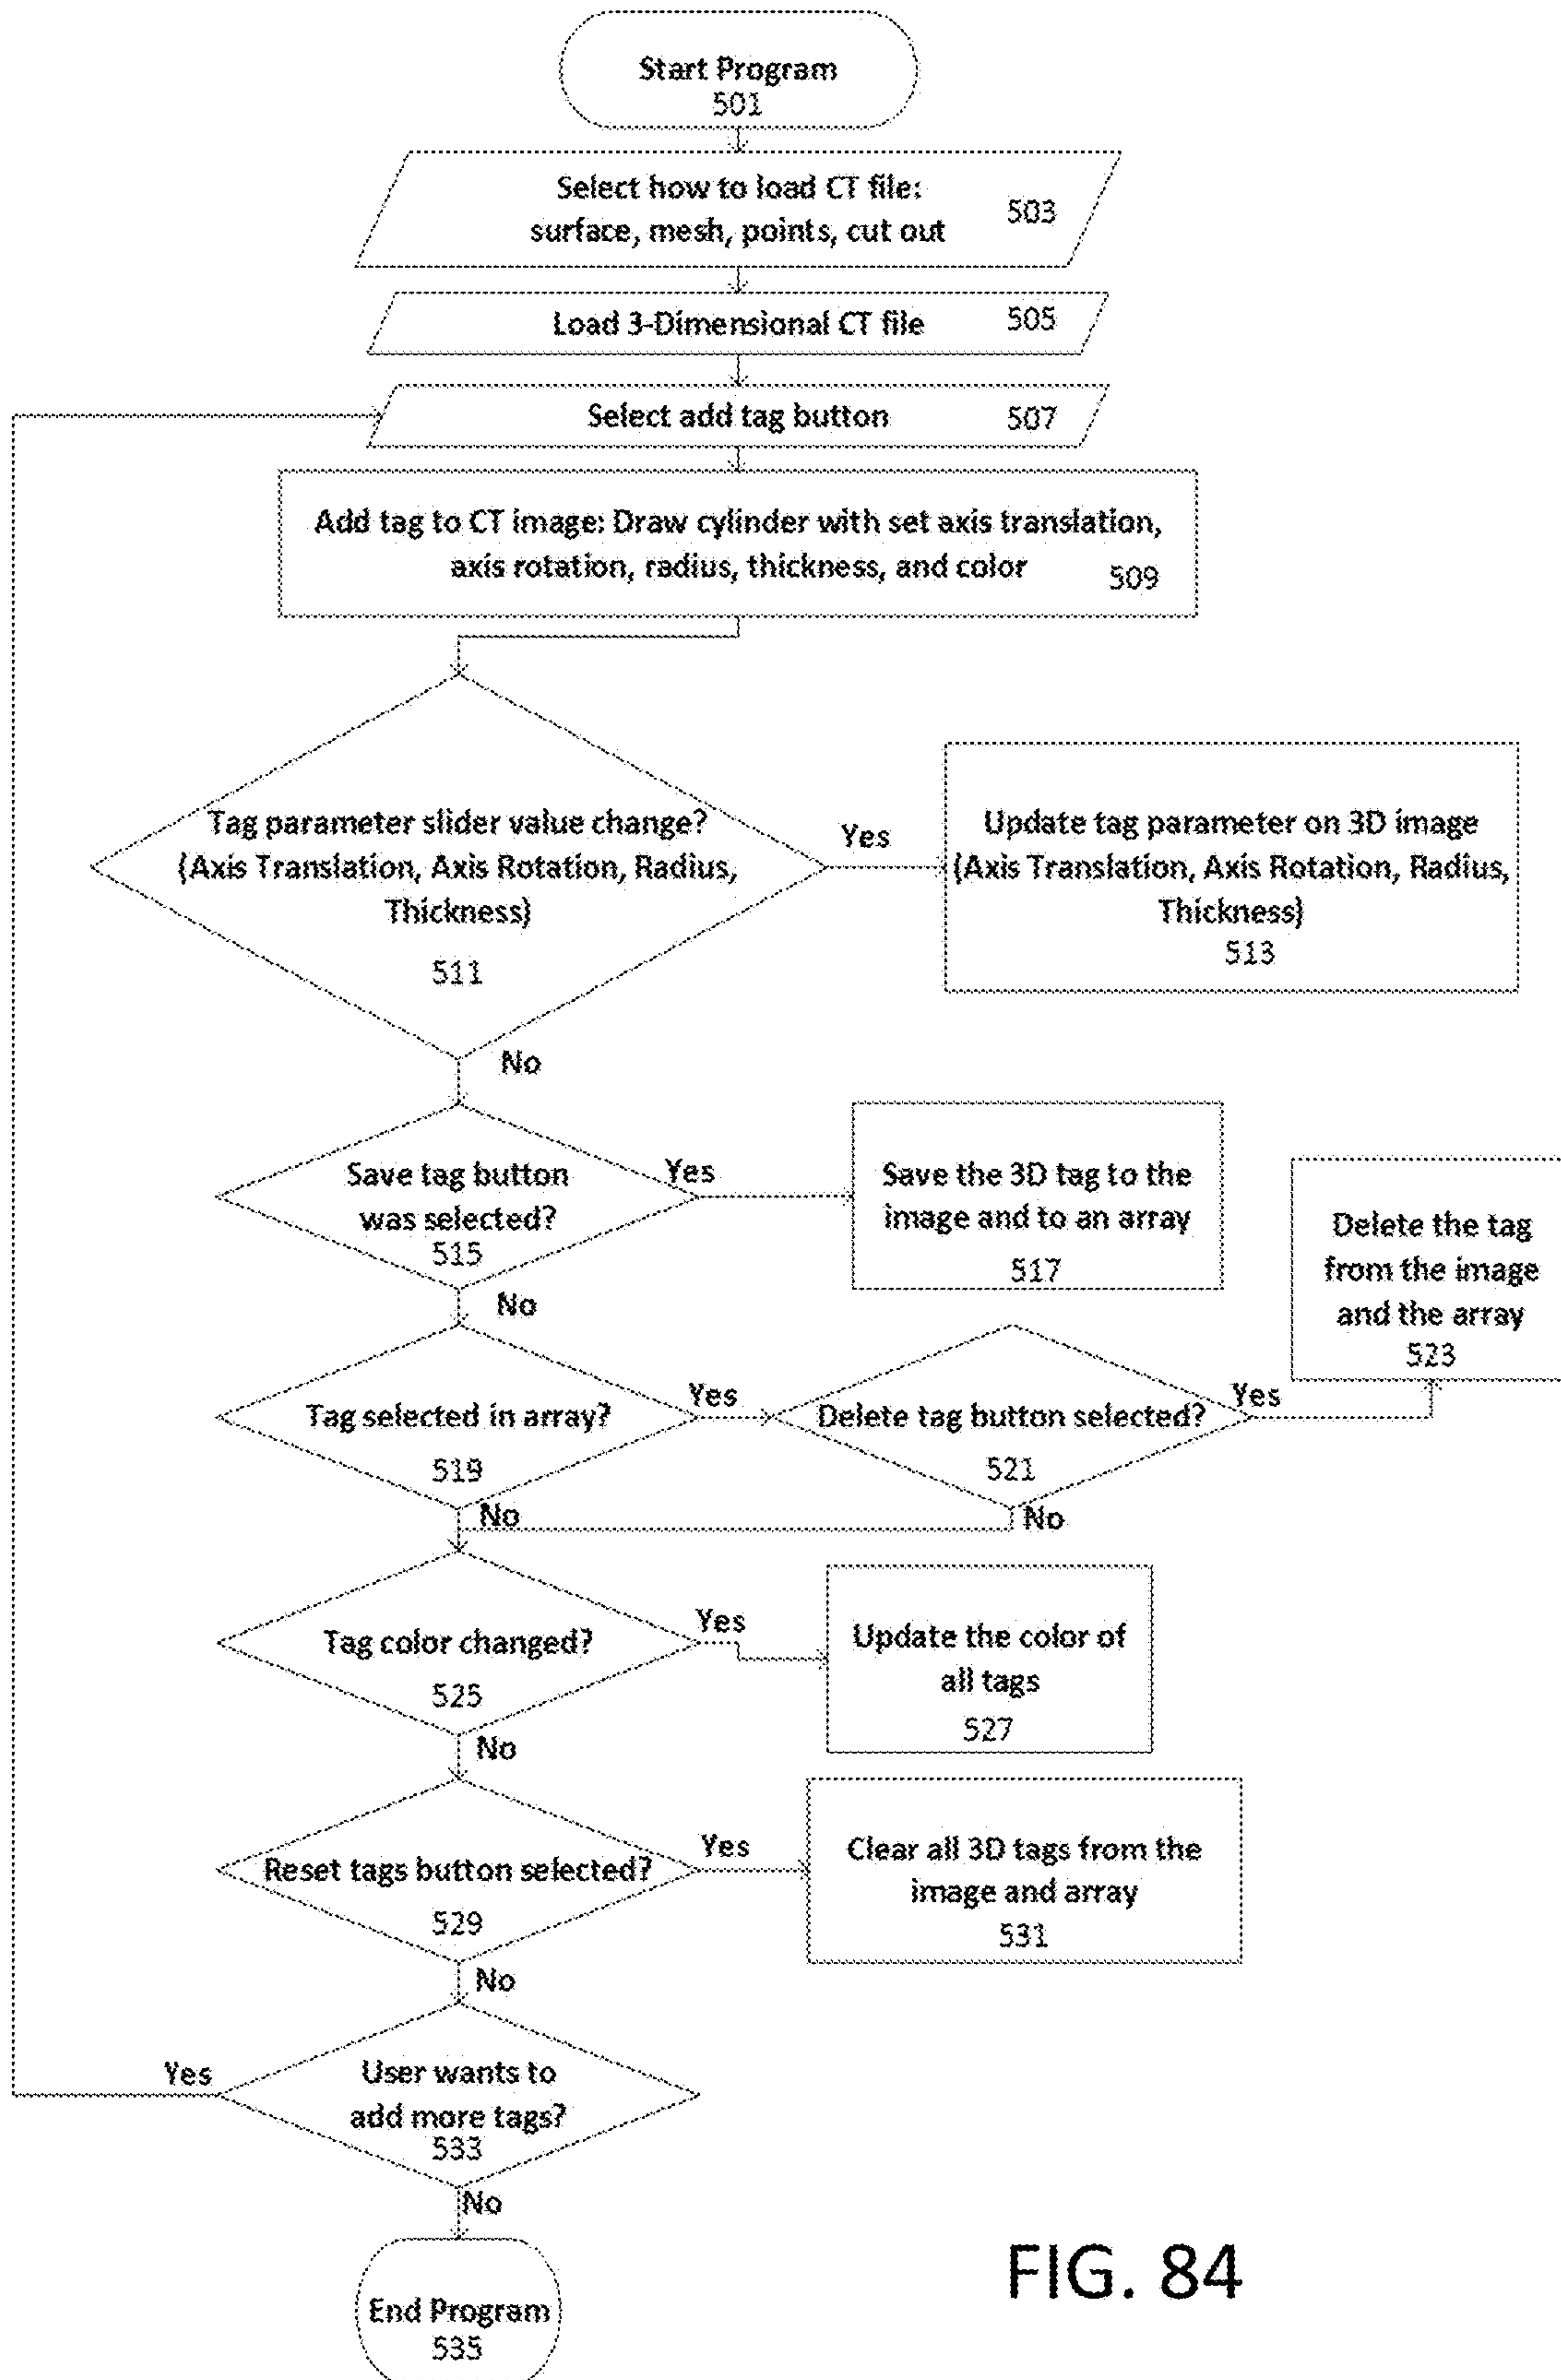 Start Program
501
Select how to load CT file:
surface, mesh, points, cut out
503
Load 3-Dimensional CT file
505
Select add tag button
507
Add tag to CT image: Draw cylinder with set axis translation,
axis rotation, radius, thickness, and color
509
Tag parameter slider value change?
(Axis Translation, Axis Rotation, Radius,
Thickness)
511
Yes
Update tag parameter on 3D image
(Axis Translation, Axis Rotation, Radius,
Thickness)
513
No
Save tag button
was selected?
515
Yes
Save the 3D tag to the
image and to an array
517
No
Tag selected in array?
519
Yes
Delete tag button selected?
521
Yes
Delete the tag
from the image
and the array
523
No
No
Tag color changed?
525
Yes
Update the color of
all tags
527
No
Reset tags button selected?
529
Yes
Clear all 3D tags from the
image and array
531
No
User wants to
add more tags?
533
Yes
No
End Program
535
FIG. 84